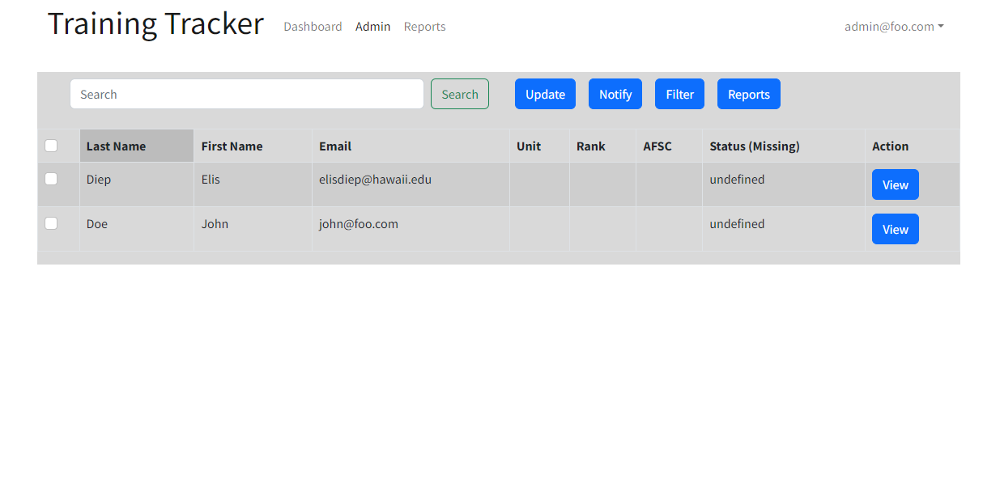 Training Tracker Dashboard Admin Reports admin@foo.com
Search Search Update Notify Filter Reports
Last Name First Name Email Unit Rank AFSC Status (Missing) Action
Diep Elis elisdiep@hawaii.edu undefined View
Doe John john@foo.com undefined View